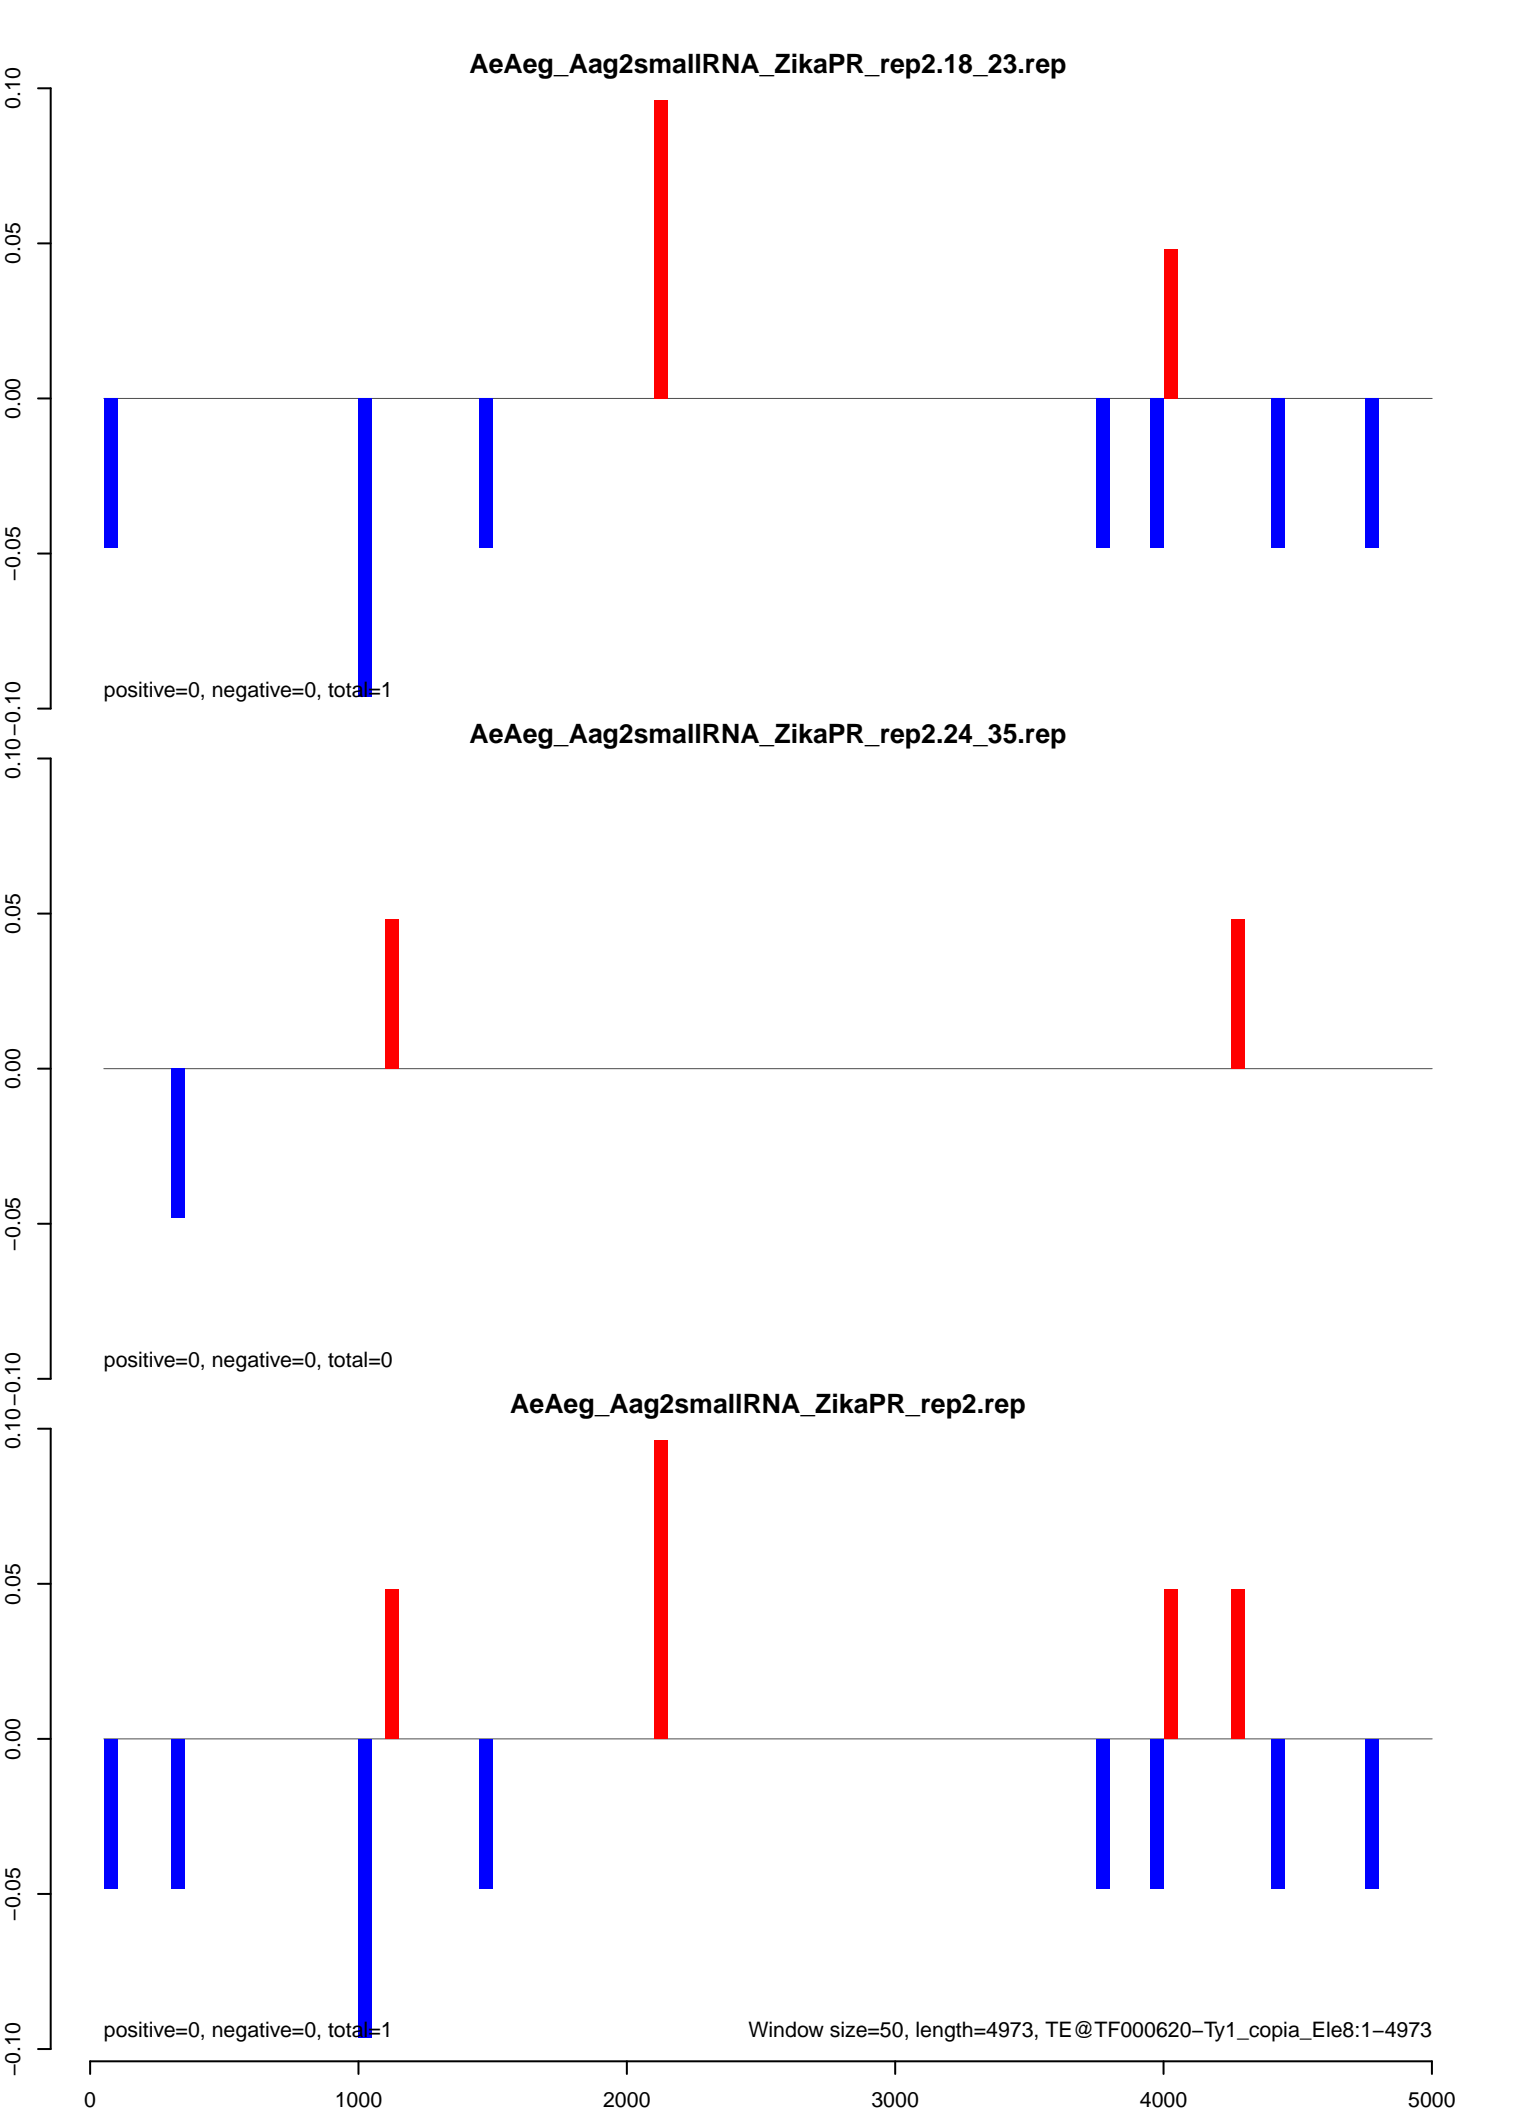 AeAeg_Aag2smallRNA_ZikaPR_rep2.18_23.rep
0.10
0.05
0.00
−0.05
−0.10
positive=0, negative=0, total=1
AeAeg_Aag2smallRNA_ZikaPR_rep2.24_35.rep
0.10
0.05
0.00
−0.05
−0.10
positive=0, negative=0, total=0
AeAeg_Aag2smallRNA_ZikaPR_rep2.rep
0.10
0.05
0.00
−0.05
−0.10
positive=0, negative=0, total=1
Window size=50, length=4973, TE@TF000620−Ty1_copia_Ele8:1−4973
0 1000 2000 3000 4000 5000